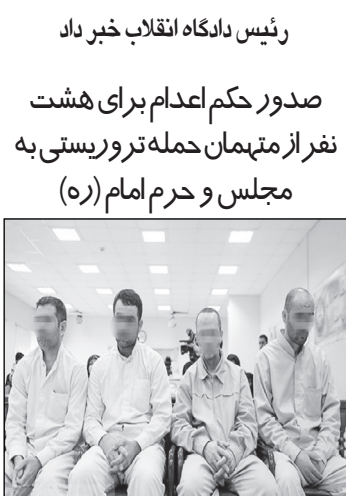 رئیس دادگاه انقلاب خبر داد
صدور حکم اعدام برای هشت
نفر از متهمان حمله تروریستی به
مجلس و حرم امام (ره)